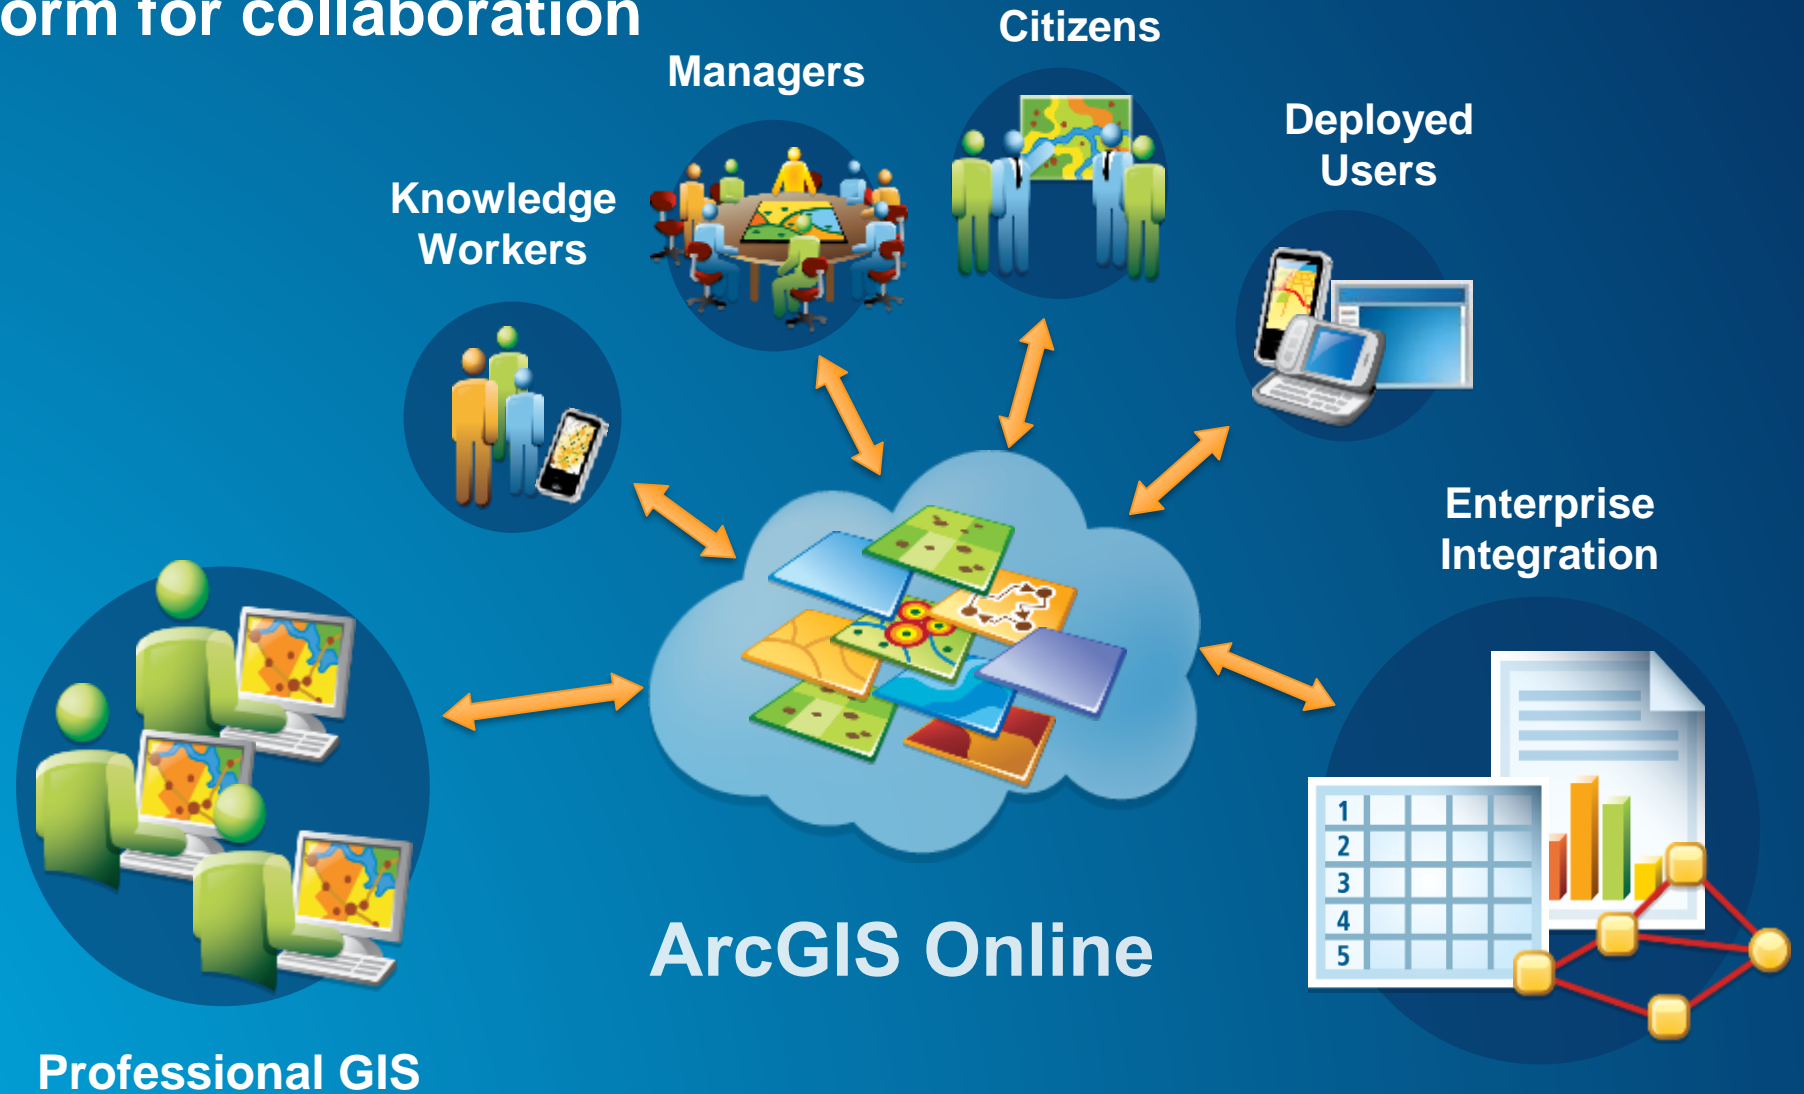 orm for collaboration
Citizens
Managers
Deployed
Users
Knowledge
Workers
Enterprise
Integration
1
2
3
4
5
ArcGIS Online
Professional GIS